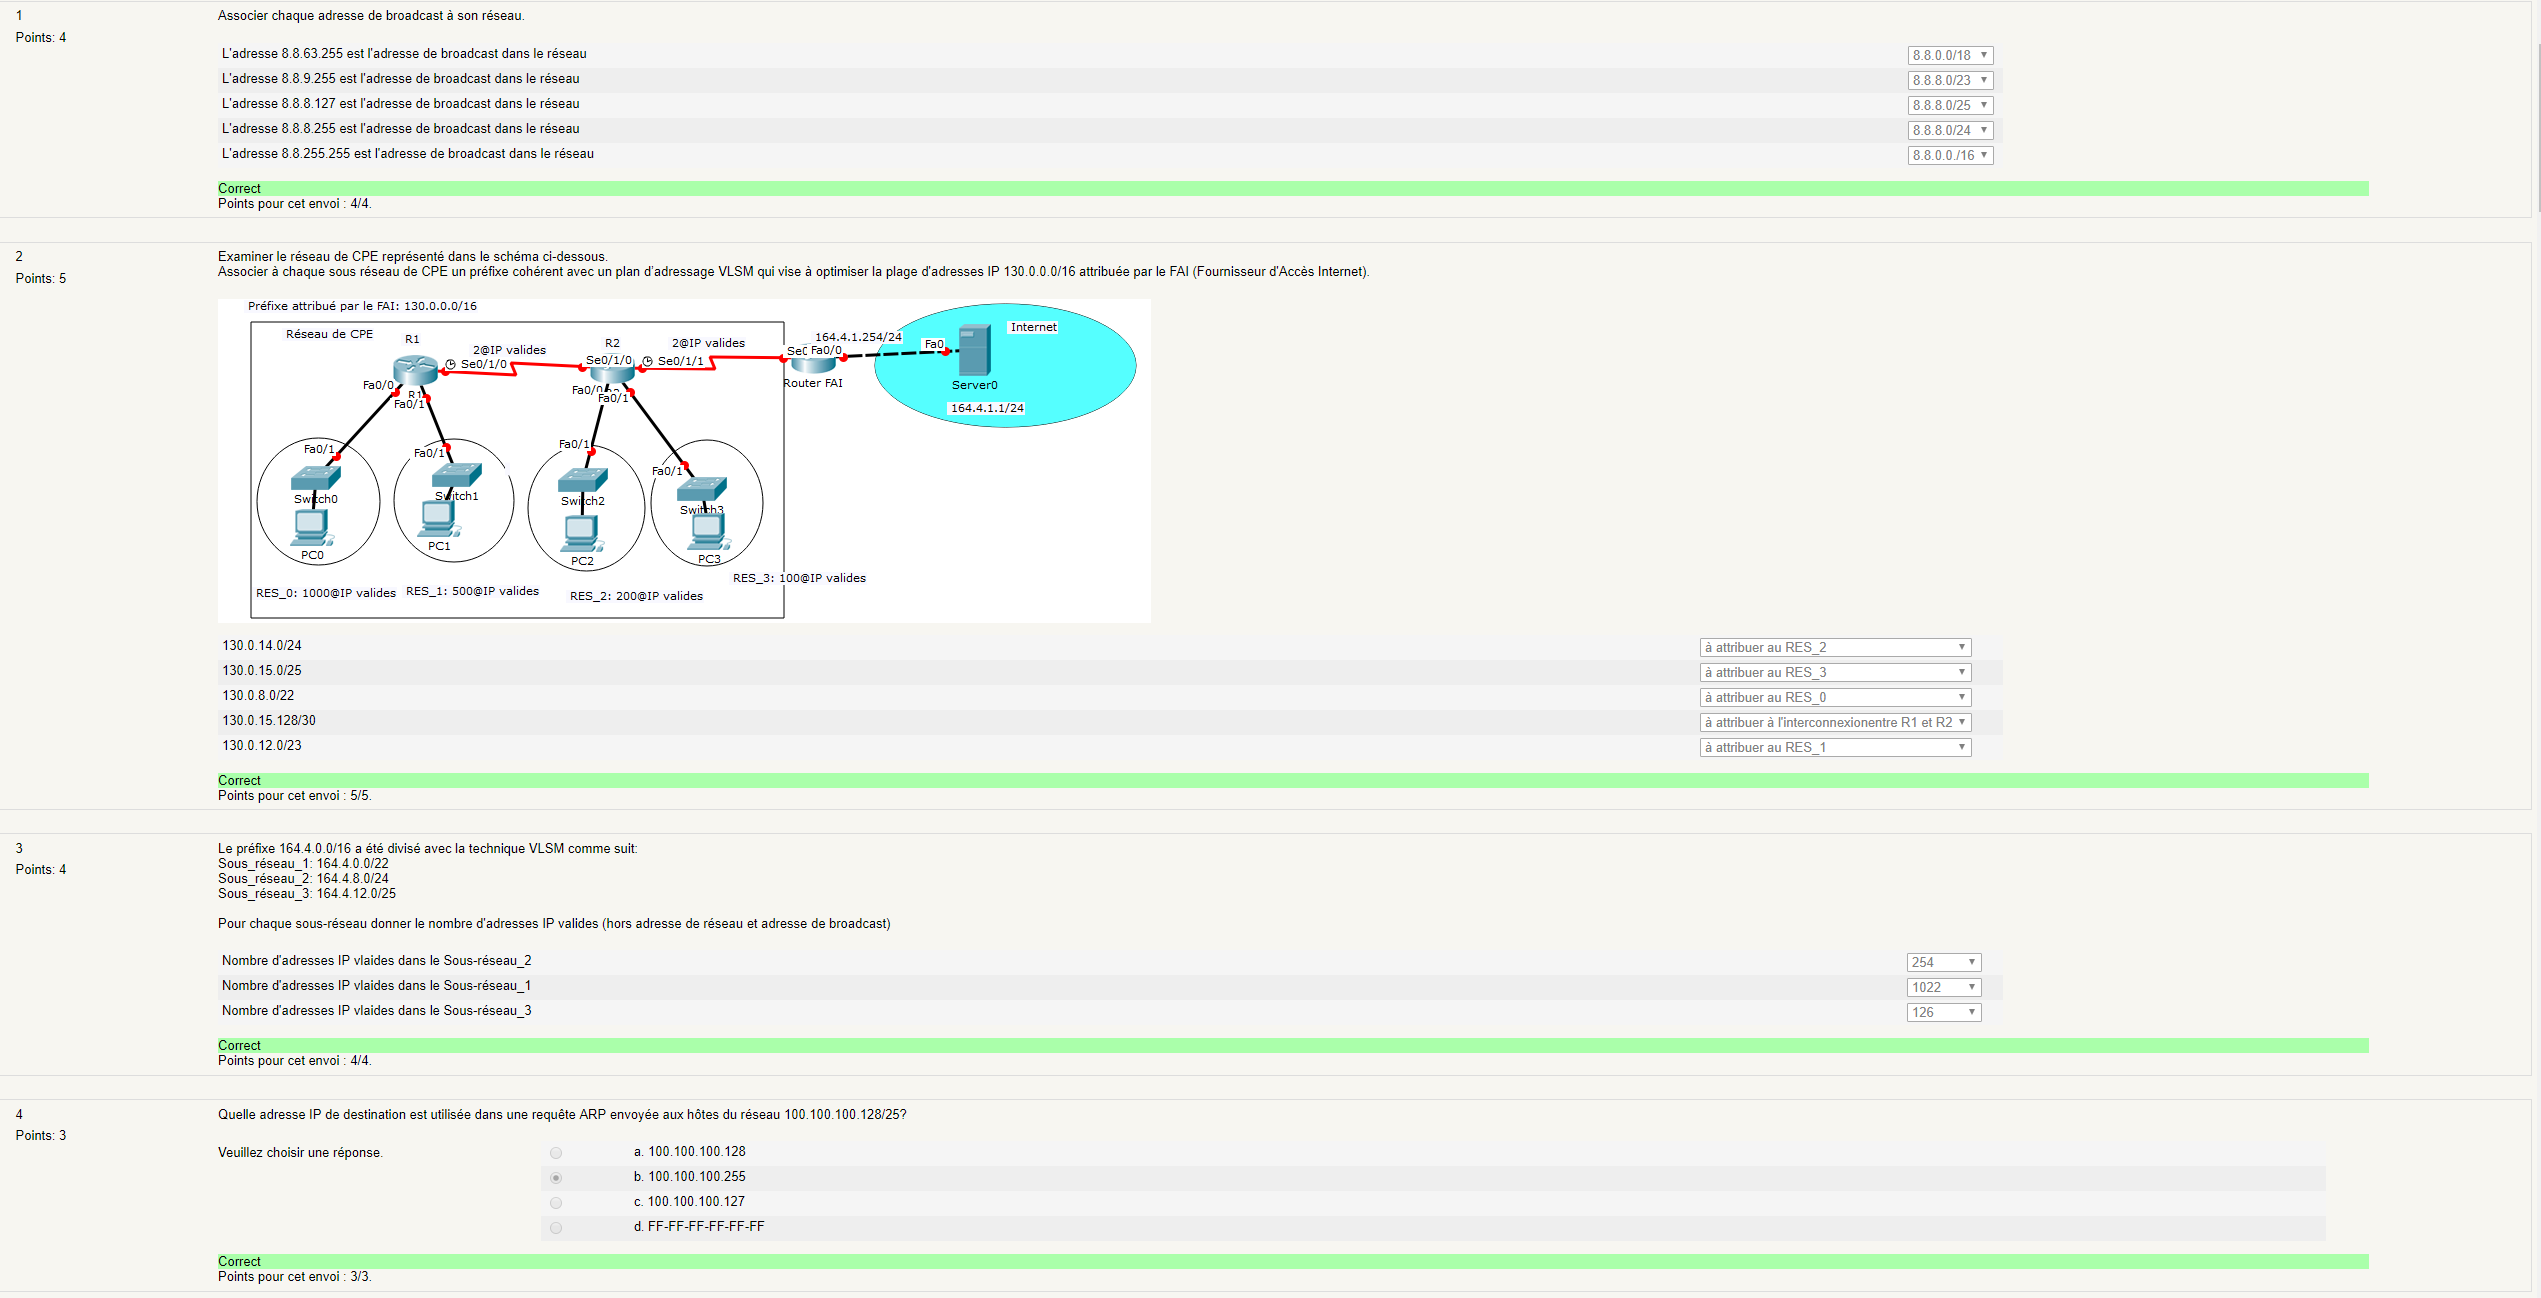 1
Points: 4
Associer chaque adresse de broadcast à son réseau.
L'adresse 8.8.63.255 est l'adresse de broadcast dans le réseau 8.8.0.0/18
L'adresse 8.8.9.255 est l'adresse de broadcast dans le réseau 8.8.8.0/23
L'adresse 8.8.8.127 est l'adresse de broadcast dans le réseau 8.8.8.0/25
L'adresse 8.8.8.255 est l'adresse de broadcast dans le réseau 8.8.8.0/24
L'adresse 8.8.255.255 est l'adresse de broadcast dans le réseau 8.8.0.0./16
Correct
Points pour cet envoi : 4/4.
2
Points: 5
Examiner le réseau de CPE représenté dans le schéma ci-dessous.
Associer à chaque sous réseau de CPE un préfixe cohérent avec un plan d'adressage VLSM qui vise à optimiser la plage d'adresses IP 130.0.0.0/16 attribuée par le FAI (Fournisseur d'Accès Internet).
Préfixe attribué par le FAI: 130.0.0.0/16
Réseau de CPE
R1
2@IP valides
R2
2@IP valides
164.4.1.254/24
Internet
Se0/1/0
Se0/1/0
Se0/1/1
Fa0/0
Fa0
Router FAI
Server0
164.4.1.1/24
Fa0/0
R1
Fa0/1
Fa0/0
Fa0/1
Fa0/1
Fa0/1
Fa0/1
Fa0/1
Switch0
Switch1
Switch2
Switch3
PC0
PC1
PC2
PC3
RES_0: 1000@IP valides
RES_1: 500@IP valides
RES_2: 200@IP valides
RES_3: 100@IP valides
130.0.14.0/24 à attribuer au RES_2
130.0.15.0/25 à attribuer au RES_3
130.0.8.0/22 à attribuer au RES_0
130.0.15.128/30 à attribuer à l'interconnexionentre R1 et R2
130.0.12.0/23 à attribuer au RES_1
Correct
Points pour cet envoi : 5/5.
3
Points: 4
Le préfixe 164.4.0.0/16 a été divisé avec la technique VLSM comme suit:
Sous_réseau_1: 164.4.0.0/22
Sous_réseau_2: 164.4.8.0/24
Sous_réseau_3: 164.4.12.0/25
Pour chaque sous-réseau donner le nombre d'adresses IP valides (hors adresse de réseau et adresse de broadcast)
Nombre d'adresses IP vlaides dans le Sous-réseau_2 254
Nombre d'adresses IP vlaides dans le Sous-réseau_1 1022
Nombre d'adresses IP vlaides dans le Sous-réseau_3 126
Correct
Points pour cet envoi : 4/4.
4
Points: 3
Quelle adresse IP de destination est utilisée dans une requête ARP envoyée aux hôtes du réseau 100.100.100.128/25?
Veuillez choisir une réponse.
a. 100.100.100.128
b. 100.100.100.255
c. 100.100.100.127
d. FF-FF-FF-FF-FF-FF
Correct
Points pour cet envoi : 3/3.